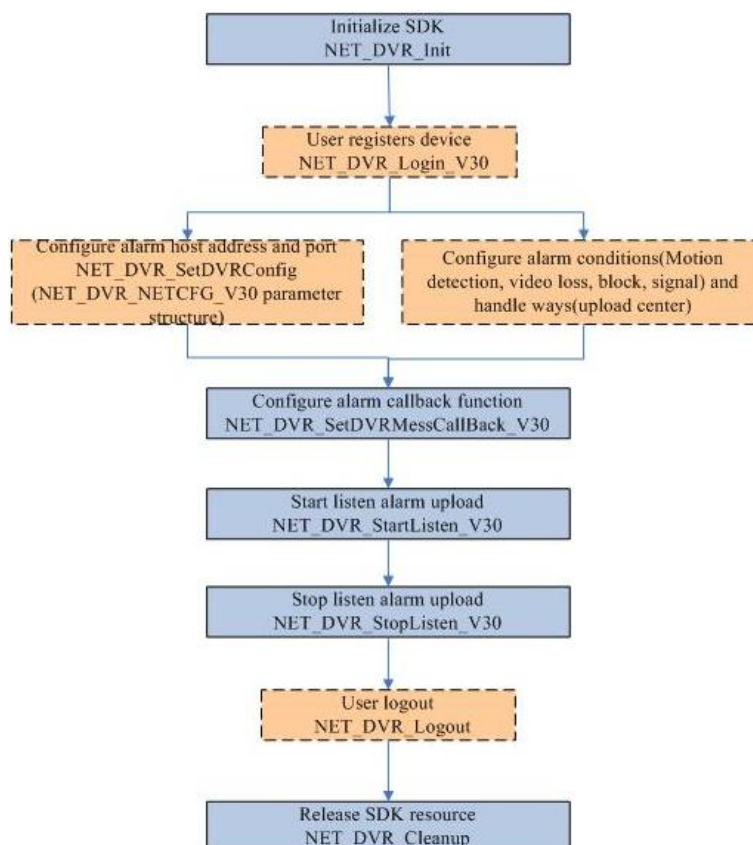 Initialize SDK
NET_DVR_Init
User registers device
NET_DVR_Login_V30
Configure alarm host address and port
NET_DVR_SetDVRConfig
(NET_DVR_NETCFG_V30 parameter
structure)
Configure alarm conditions(Motion
detection, video loss, block, signal) and
handle ways(upload center)
Configure alarm callback function
NET_DVR_SetDVRMessCallBack_V30
Start listen alarm upload
NET_DVR_StartListen_V30
Stop listen alarm upload
NET_DVR_StopListen_V30
User logout
NET_DVR_Logout
Release SDK resource
NET_DVR_Cleanup